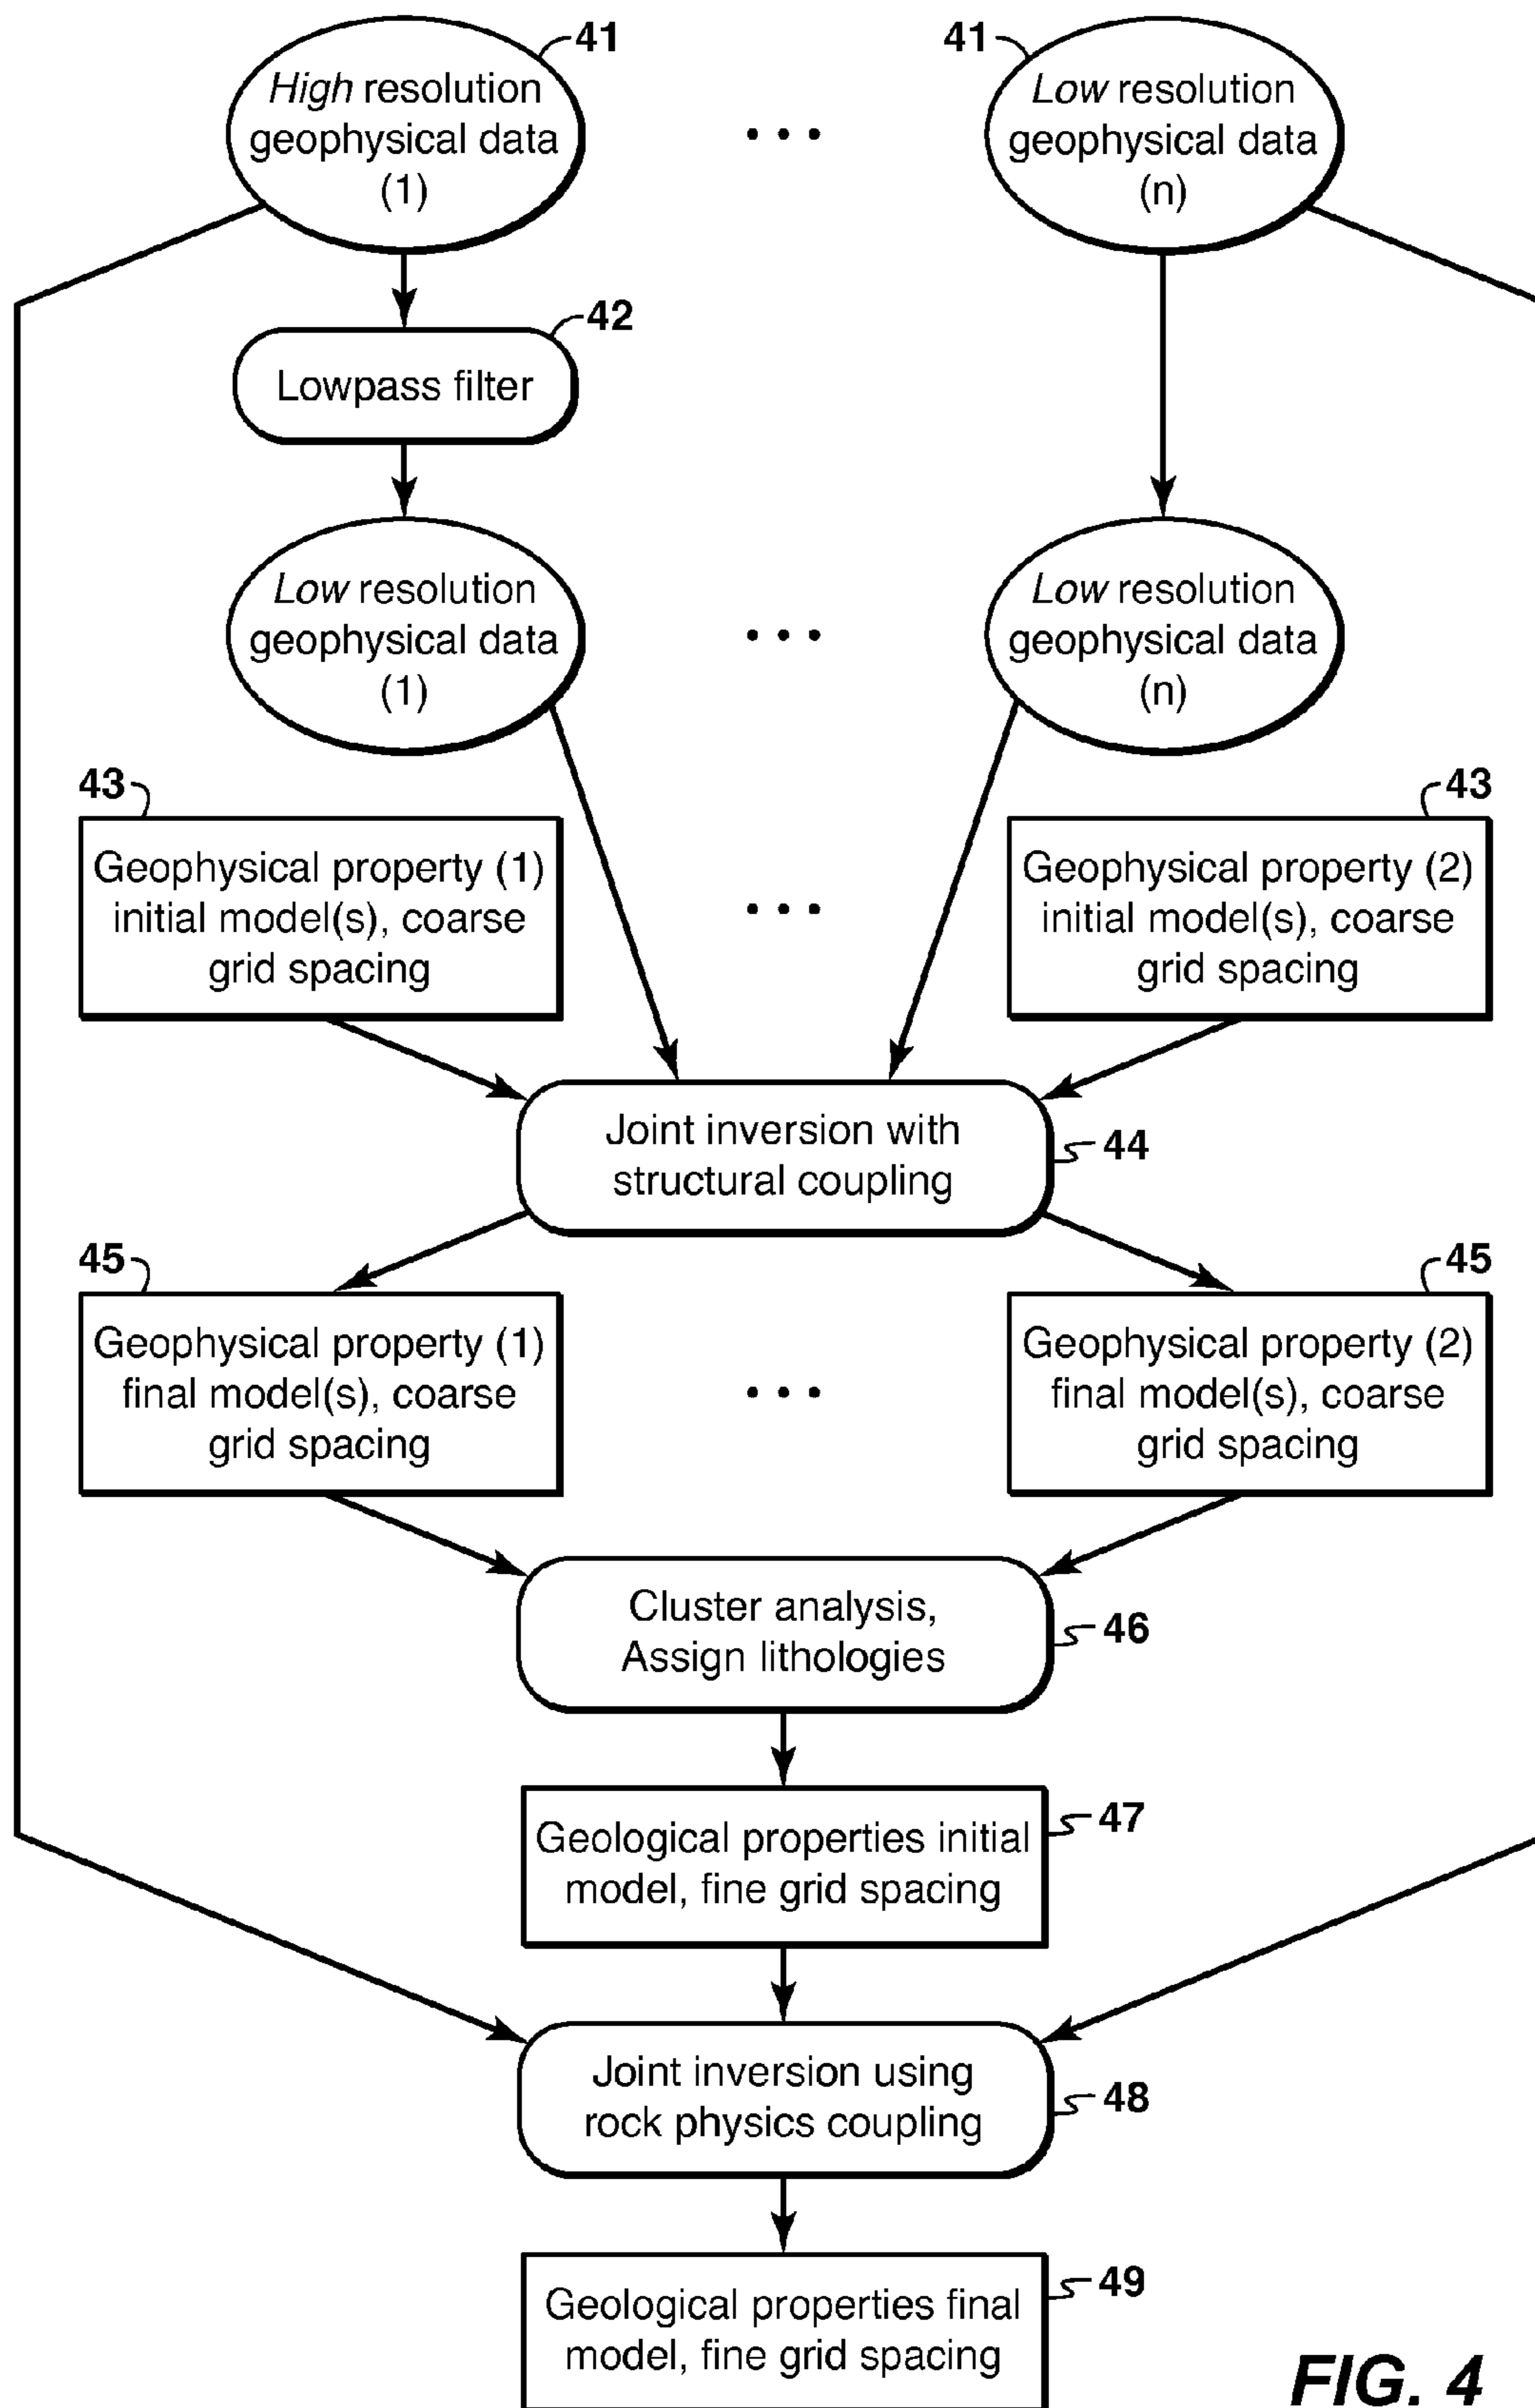 41
High resolution
geophysical data
(1)
• • •
41
Low resolution
geophysical data
(n)
42
Lowpass filter
Low resolution
geophysical data
(1)
• • •
Low resolution
geophysical data
(n)
43
Geophysical property (1)
initial model(s), coarse
grid spacing
• • •
43
Geophysical property (2)
initial model(s), coarse
grid spacing
Joint inversion with
structural coupling
44
45
Geophysical property (1)
final model(s), coarse
grid spacing
• • •
45
Geophysical property (2)
final model(s), coarse
grid spacing
Cluster analysis,
Assign lithologies
46
Geological properties initial
model, fine grid spacing
47
Joint inversion using
rock physics coupling
48
Geological properties final
model, fine grid spacing
49
FIG. 4